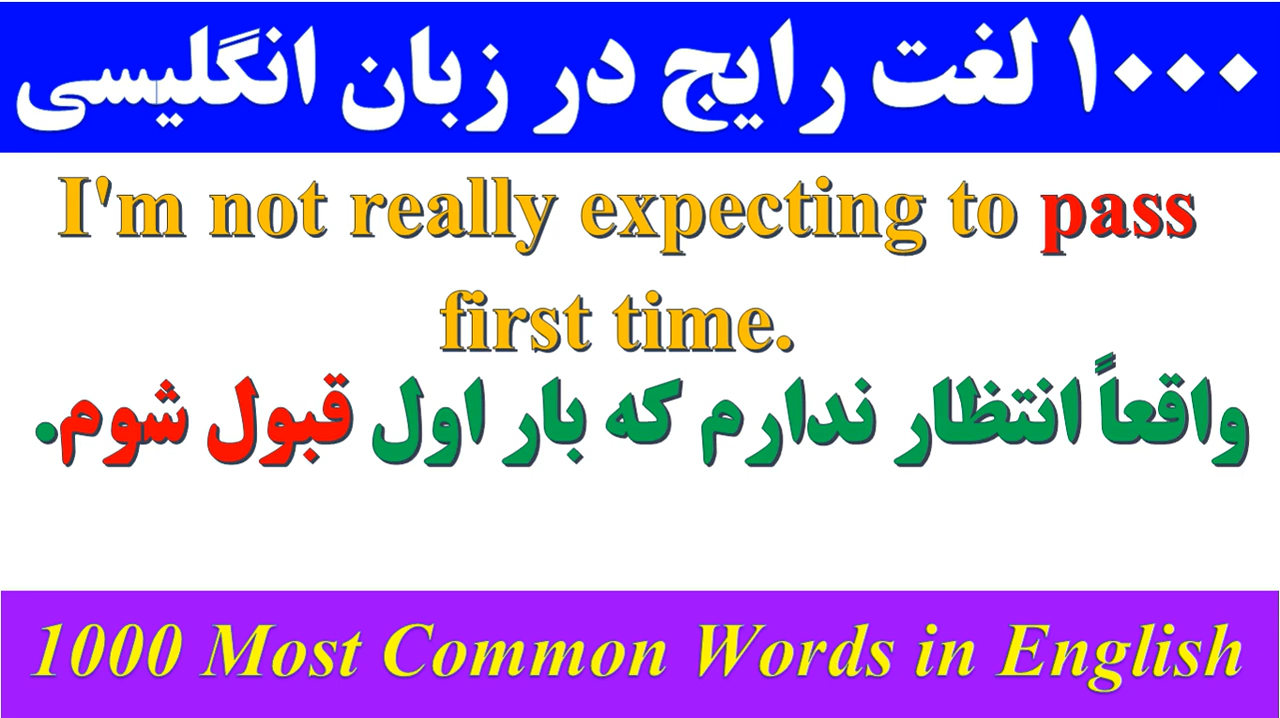 ۱۰۰۰ لغت رایج در زبان انگلیسی
I'm not really expecting to pass
first time.
واقعاً انتظار ندارم که بار اول قبول شوم.
1000 Most Common Words in English